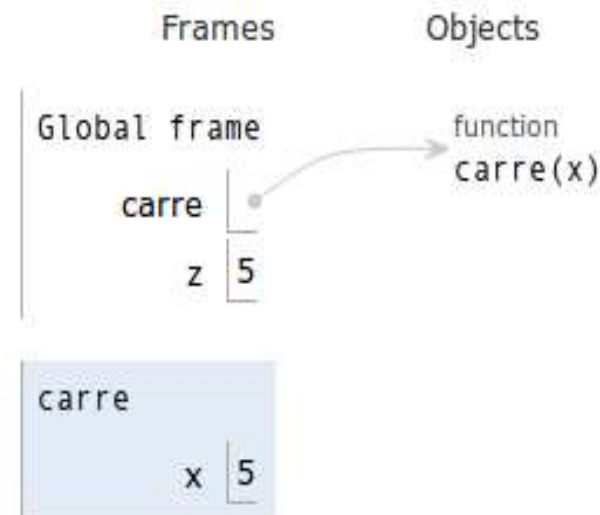 Frames Objects
Global frame
function
carre(x)
carre
z 5
carre
x 5